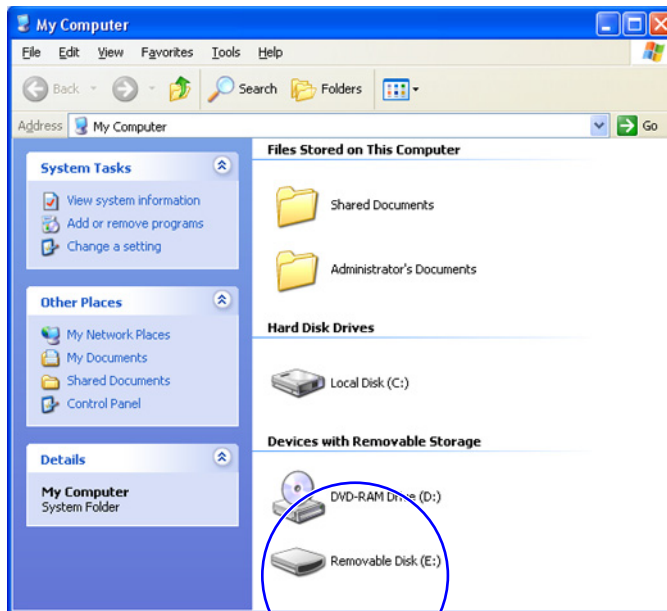 My Computer
File Edit View Favorites Tools Help
Back Search Folders
Address My Computer Go
System Tasks
View system information
Add or remove programs
Change a setting
Other Places
My Network Places
My Documents
Shared Documents
Control Panel
Details
My Computer
System Folder
Files Stored on This Computer
Shared Documents
Administrator's Documents
Hard Disk Drives
Local Disk (C:)
Devices with Removable Storage
DVD-RAM Drive (D:)
Removable Disk (E:)